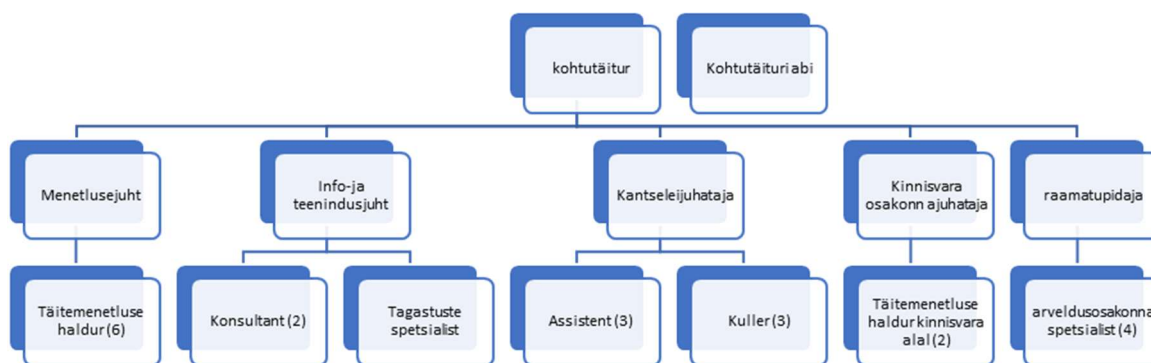 kohtutäitur
Kohtutäituri abi
Menetlusejuht
Info-ja
teenindusjuht
Kantseleijuhataja
Kinnisvara
osakonn ajuhataja
raamatupidaja
Täitemenetluse
haldur (6)
Konsultant (2)
Tagastuste
spetsialist
Assistent (3)
Kuller (3)
Täitemenetluse
haldur kinnisvara
alal (2)
arveldusosakonna
spetsialist (4)